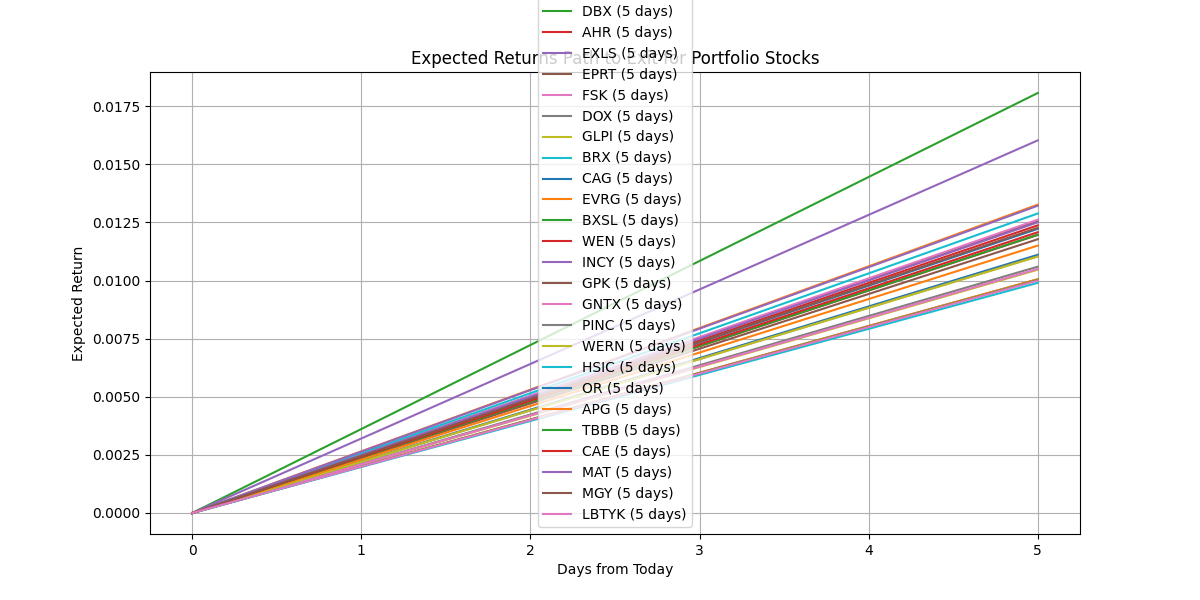 DBX (5 days)
AHR (5 days)
Expected Returns Path to Exit for Portfolio Stocks
EXLS (5 days)
EPRT (5 days)
FSK (5 days)
DOX (5 days)
GLPI (5 days)
BRX (5 days)
CAG (5 days)
EVRG (5 days)
BXSL (5 days)
WEN (5 days)
INCY (5 days)
GPK (5 days)
GNTX (5 days)
PINC (5 days)
WERN (5 days)
HSIC (5 days)
OR (5 days)
APG (5 days)
TBBB (5 days)
CAE (5 days)
MAT (5 days)
MGY (5 days)
LBTYK (5 days)
0.0175
0.0150
0.0125
0.0100
0.0075
0.0050
0.0025
0.0000
Expected Return
0 1 2 3 4 5
Days from Today